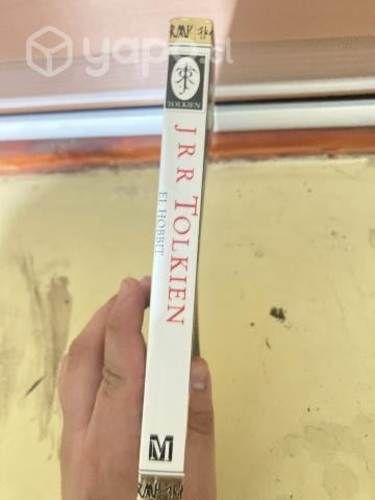 yapo.cl
TOLKIEN
J R R TOLKIEN
EL HOBBIT
M